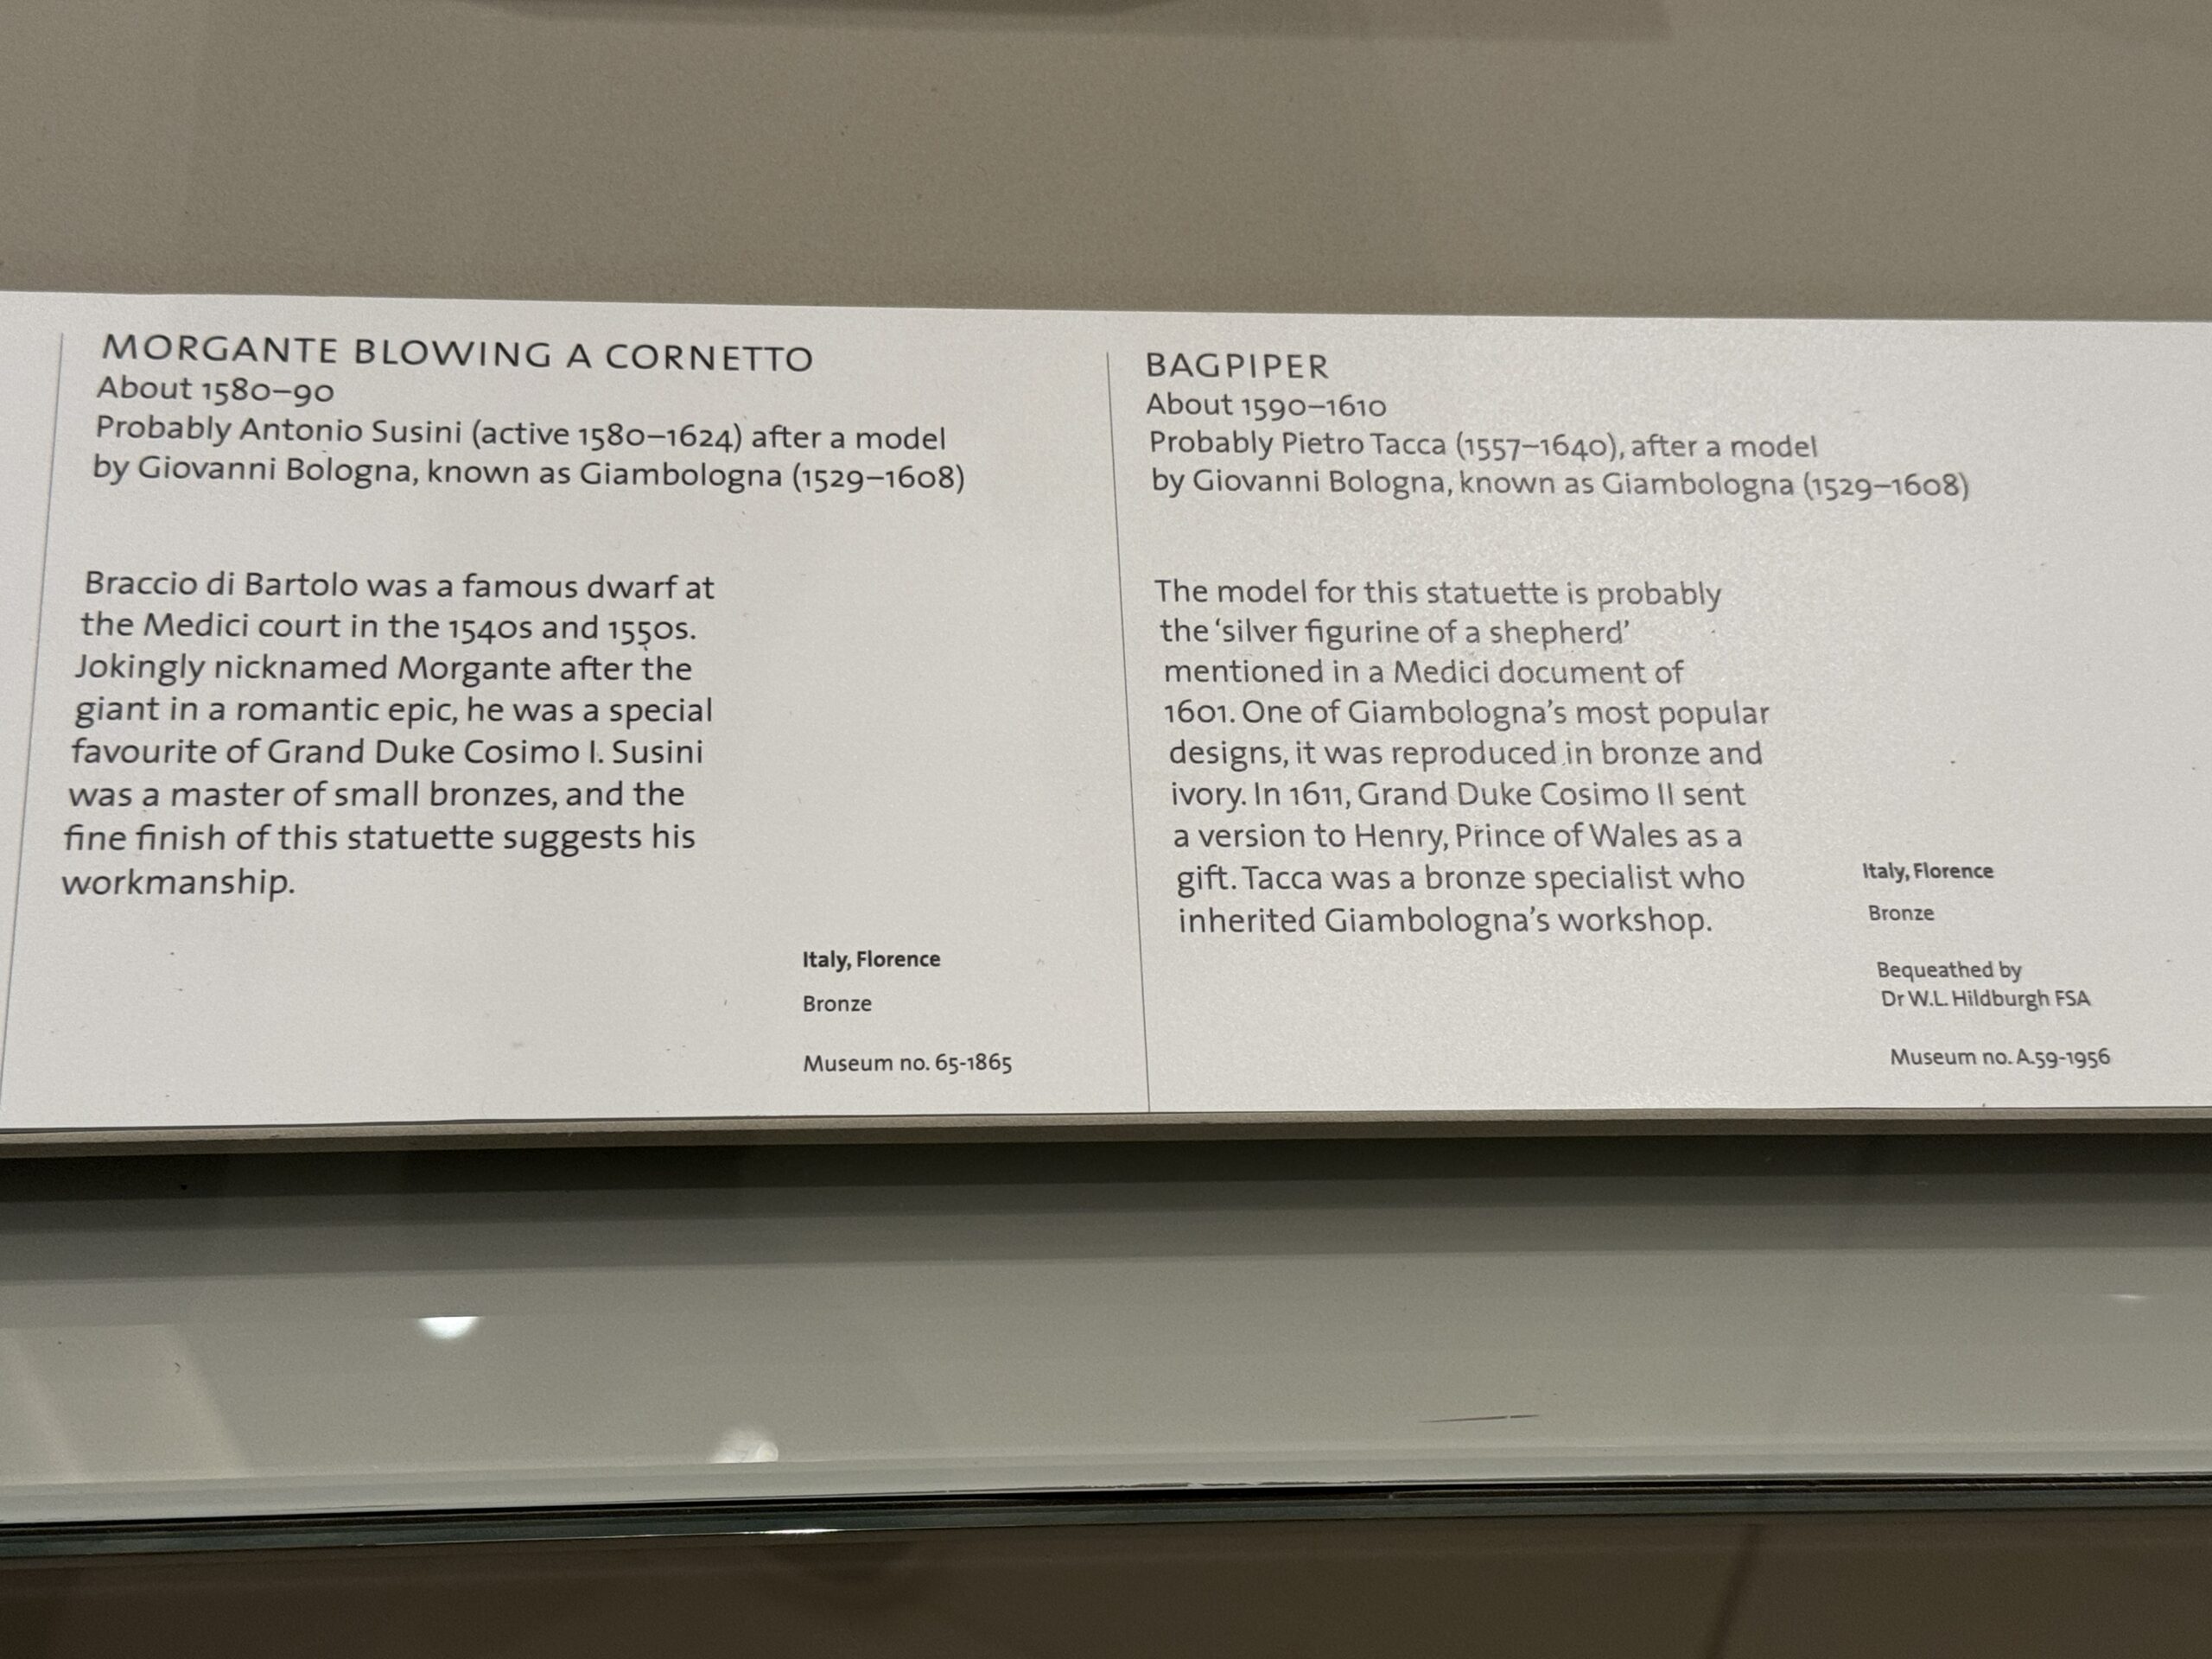 MORGANTE BLOWING A CORNETTO
About 1580–90
Probably Antonio Susini (active 1580–1624) after a model
by Giovanni Bologna, known as Giambologna (1529–1608)
Braccio di Bartolo was a famous dwarf at
the Medici court in the 1540s and 1550s.
Jokingly nicknamed Morgante after the
giant in a romantic epic, he was a special
favourite of Grand Duke Cosimo I. Susini
was a master of small bronzes, and the
fine finish of this statuette suggests his
workmanship.
Italy, Florence
Bronze
Museum no. 65-1865
BAGPIPER
About 1590–1610
Probably Pietro Tacca (1557–1640), after a model
by Giovanni Bologna, known as Giambologna (1529–1608)
The model for this statuette is probably
the ‘silver figurine of a shepherd’
mentioned in a Medici document of
1601. One of Giambologna’s most popular
designs, it was reproduced in bronze and
ivory. In 1611, Grand Duke Cosimo II sent
a version to Henry, Prince of Wales as a
gift. Tacca was a bronze specialist who
inherited Giambologna’s workshop.
Italy, Florence
Bronze
Bequeathed by
Dr W.L. Hildburgh FSA
Museum no. A.59-1956